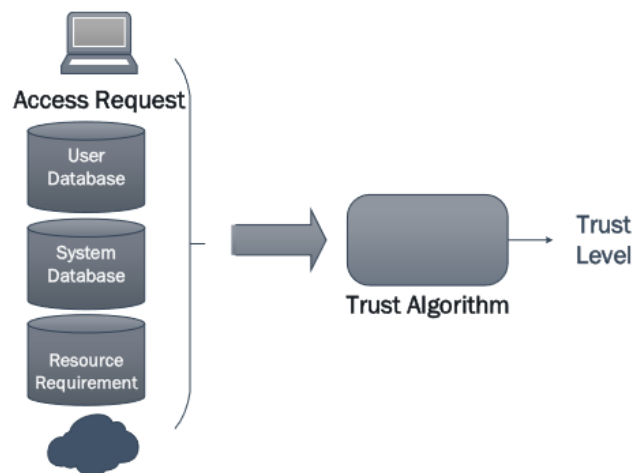 Access Request
User
Database
System
Database
Resource
Requirement
Trust Algorithm
Trust
Level